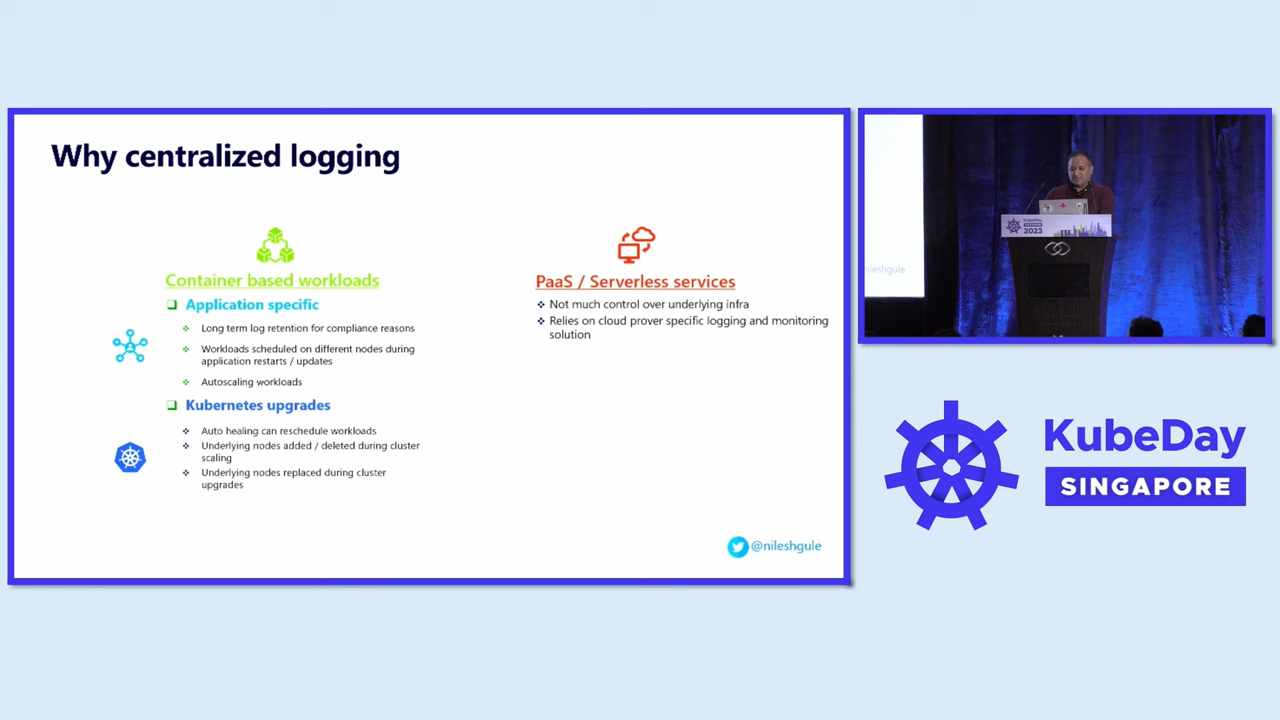 Why centralized logging
Container based workloads
Application specific
Long term log retention for compliance reasons
Workloads scheduled on different nodes during
application restarts / updates
Autoscaling workloads
Kubernetes upgrades
Auto healing can reschedule workloads
Underlying nodes added / deleted during cluster
scaling
Underlying nodes replaced during cluster
upgrades
PaaS / Serverless services
Not much control over underlying infra
Relies on cloud prover specific logging and monitoring
solution
@nileshgule
nileshgule
KubeDay
2023
KubeDay
SINGAPORE